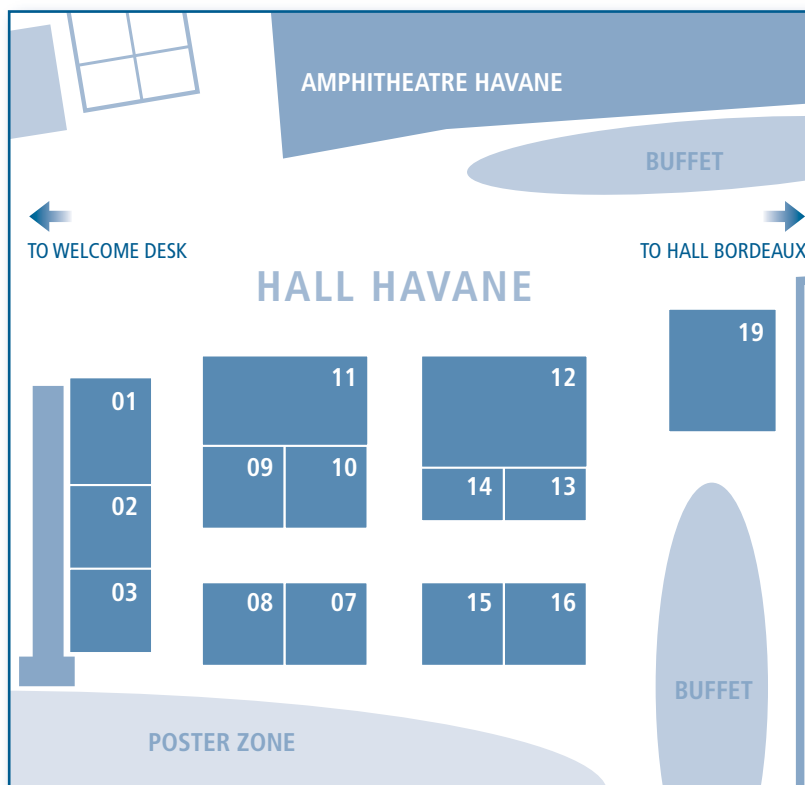 AMPHITHEATRE HAVANE
BUFFET
TO WELCOME DESK
TO HALL BORDEAUX
HALL HAVANE
19
01
11
12
09
10
14
13
02
03
08
07
15
16
BUFFET
POSTER ZONE